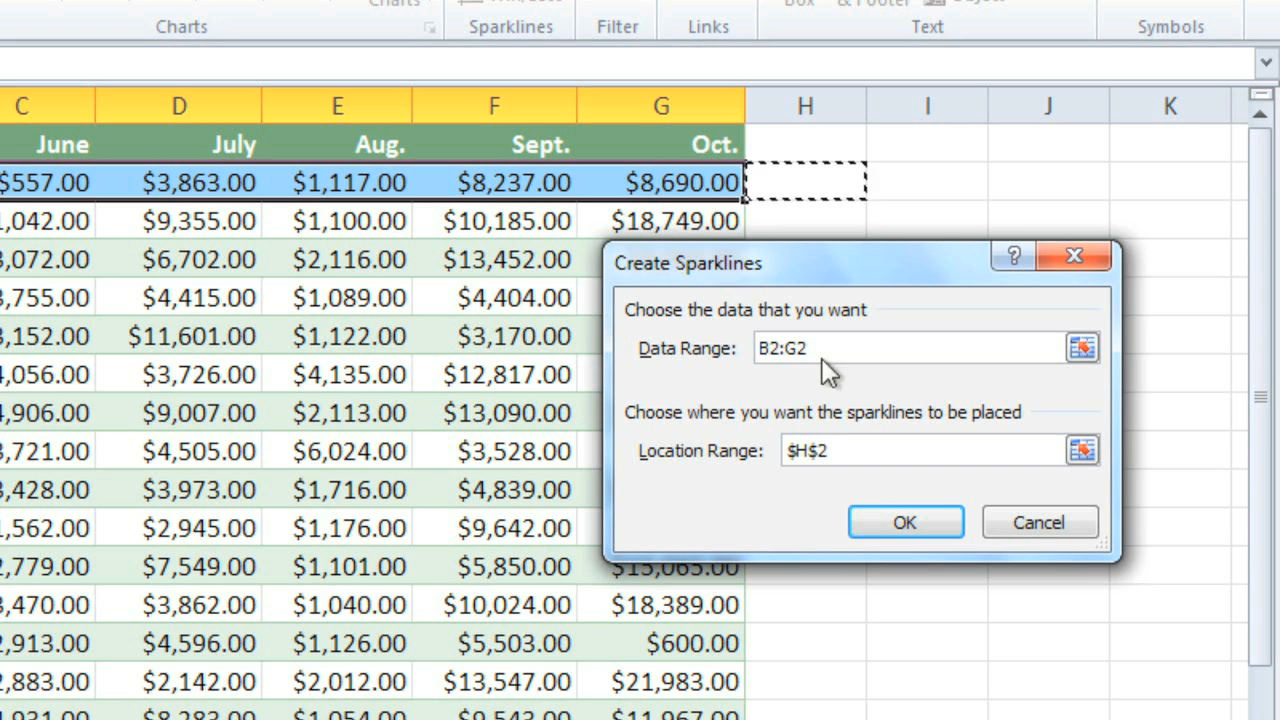 Charts
Charts Sparklines Filter Links Text Symbols
C D E F G H I J K
June July Aug. Sept. Oct.
$557.00 $3,863.00 $1,117.00 $8,237.00 $8,690.00
,042.00 $9,355.00 $1,100.00 $10,185.00 $18,749.00
,072.00 $6,702.00 $2,116.00 $13,452.00
,755.00 $4,415.00 $1,089.00 $4,404.00
,152.00 $11,601.00 $1,122.00 $3,170.00
,056.00 $3,726.00 $4,135.00 $12,817.00
,906.00 $9,007.00 $2,113.00 $13,090.00
,721.00 $4,505.00 $6,024.00 $3,528.00
,428.00 $3,973.00 $1,716.00 $4,839.00
,562.00 $2,945.00 $1,176.00 $9,642.00
,779.00 $7,549.00 $1,101.00 $5,850.00 $15,065.00
,470.00 $3,862.00 $1,040.00 $10,024.00 $18,389.00
,913.00 $4,596.00 $1,126.00 $5,503.00 $600.00
,883.00 $2,142.00 $2,012.00 $13,547.00 $21,983.00
,931.00 $8,283.00 $1,054.00 $9,543.00 $11,967.00
Create Sparklines
?
Choose the data that you want
Data Range: B2:G2
Choose where you want the sparklines to be placed
Location Range: $H$2
OK Cancel